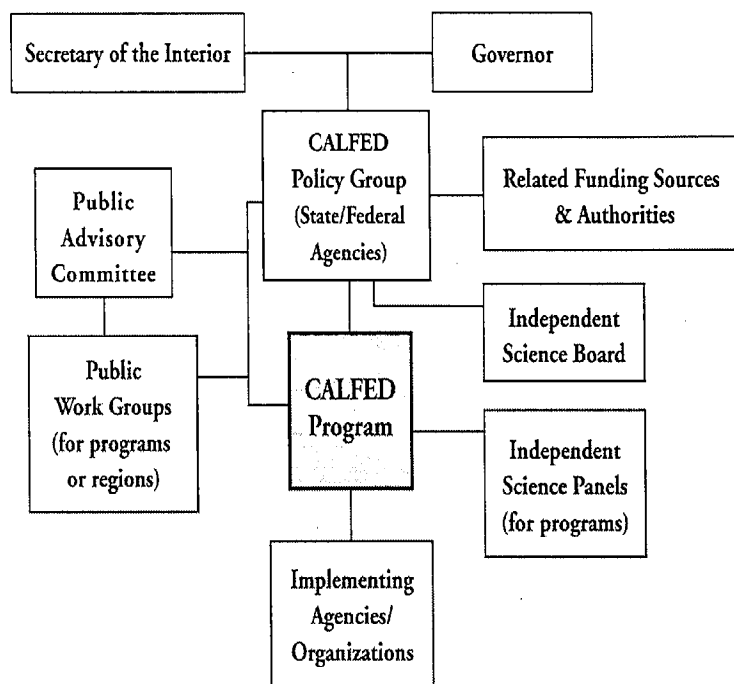 Secretary of the Interior
Governor
CALFED
Policy Group
(State/Federal
Agencies)
Related Funding Sources
& Authorities
Public
Advisory
Committee
Independent
Science Board
Public
Work Groups
(for programs
or regions)
CALFED
Program
Independent
Science Panels
(for programs)
Implementing
Agencies/
Organizations